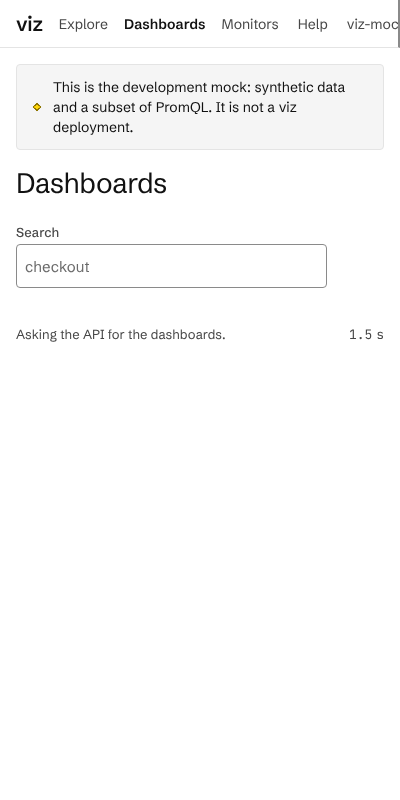 viz Explore Dashboards Monitors Help viz-moc
This is the development mock: synthetic data
and a subset of PromQL. It is not a viz
deployment.
Dashboards
Search
checkout
Asking the API for the dashboards. 1.5 s